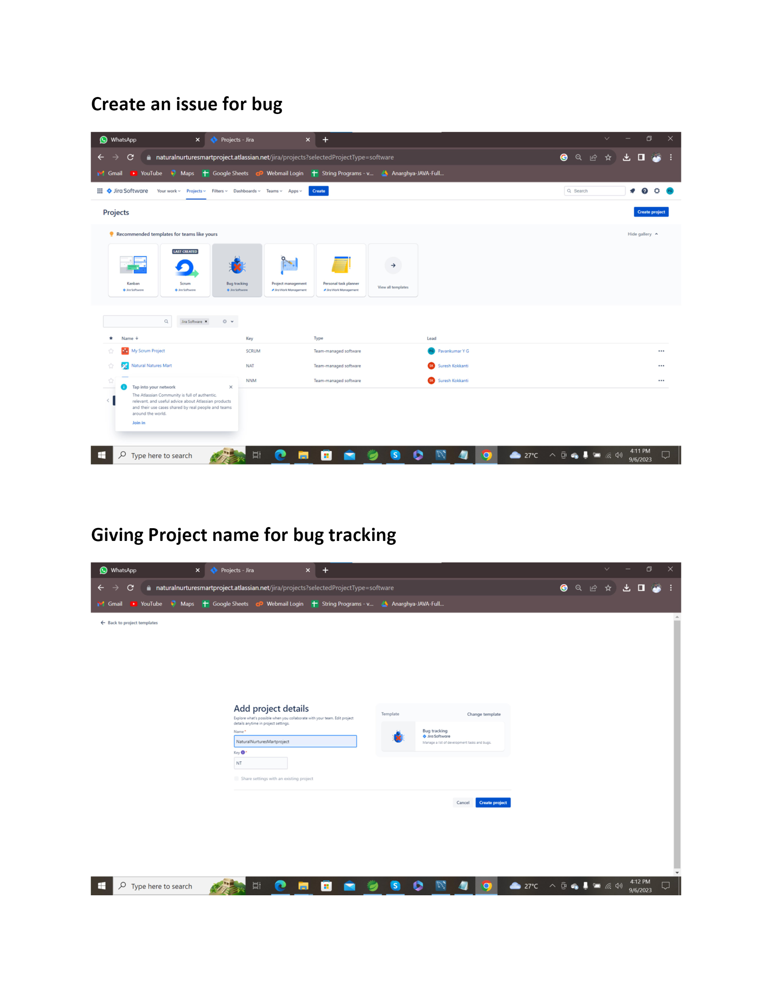 Create an issue for bug
WhatsApp
Projects - Jira
naturalnurturesmartproject.atlassian.net/jira/projects?selectedProjectType=software
Gmail YouTube Maps Google Sheets Webmail Login String Programs - v... Anarghya-JAVA-Full...
Jira Software Your work Projects Filters Dashboards Teams Apps Create Search PG
Projects Create project
Recommended templates for teams like yours Hide gallery
LAST CREATED
Kanban Scrum Bug tracking Project management Personal task planner View all templates
Jira Software Jira Software Jira Software Jira Work Management Jira Work Management
Jira Software
Name Key Type Lead
My Scrum Project SCRUM Team-managed software PG Pavankumar Y G
Natural Natures Mart NAT Team-managed software SK Suresh Kokkanti
NNM Team-managed software SK Suresh Kokkanti
Tap into your network
The Atlassian Community is full of authentic,
relevant, and useful advice about Atlassian products
and their use cases shared by real people and teams
around the world.
Join in
Type here to search 27°C 4:11 PM
9/6/2023
Giving Project name for bug tracking
WhatsApp
Projects - Jira
naturalnurturesmartproject.atlassian.net/jira/projects?selectedProjectType=software
Gmail YouTube Maps Google Sheets Webmail Login String Programs - v... Anarghya-JAVA-Full...
Back to project templates
Add project details
Explore what's possible when you collaborate with your team. Edit project
details anytime in project settings.
Name *
NaturalNurturesMartproject
Key *
NT
Share settings with an existing project
Template Change template
Bug tracking
Jira Software
Manage a list of development tasks and bugs.
Cancel Create project
Type here to search 27°C 4:12 PM
9/6/2023